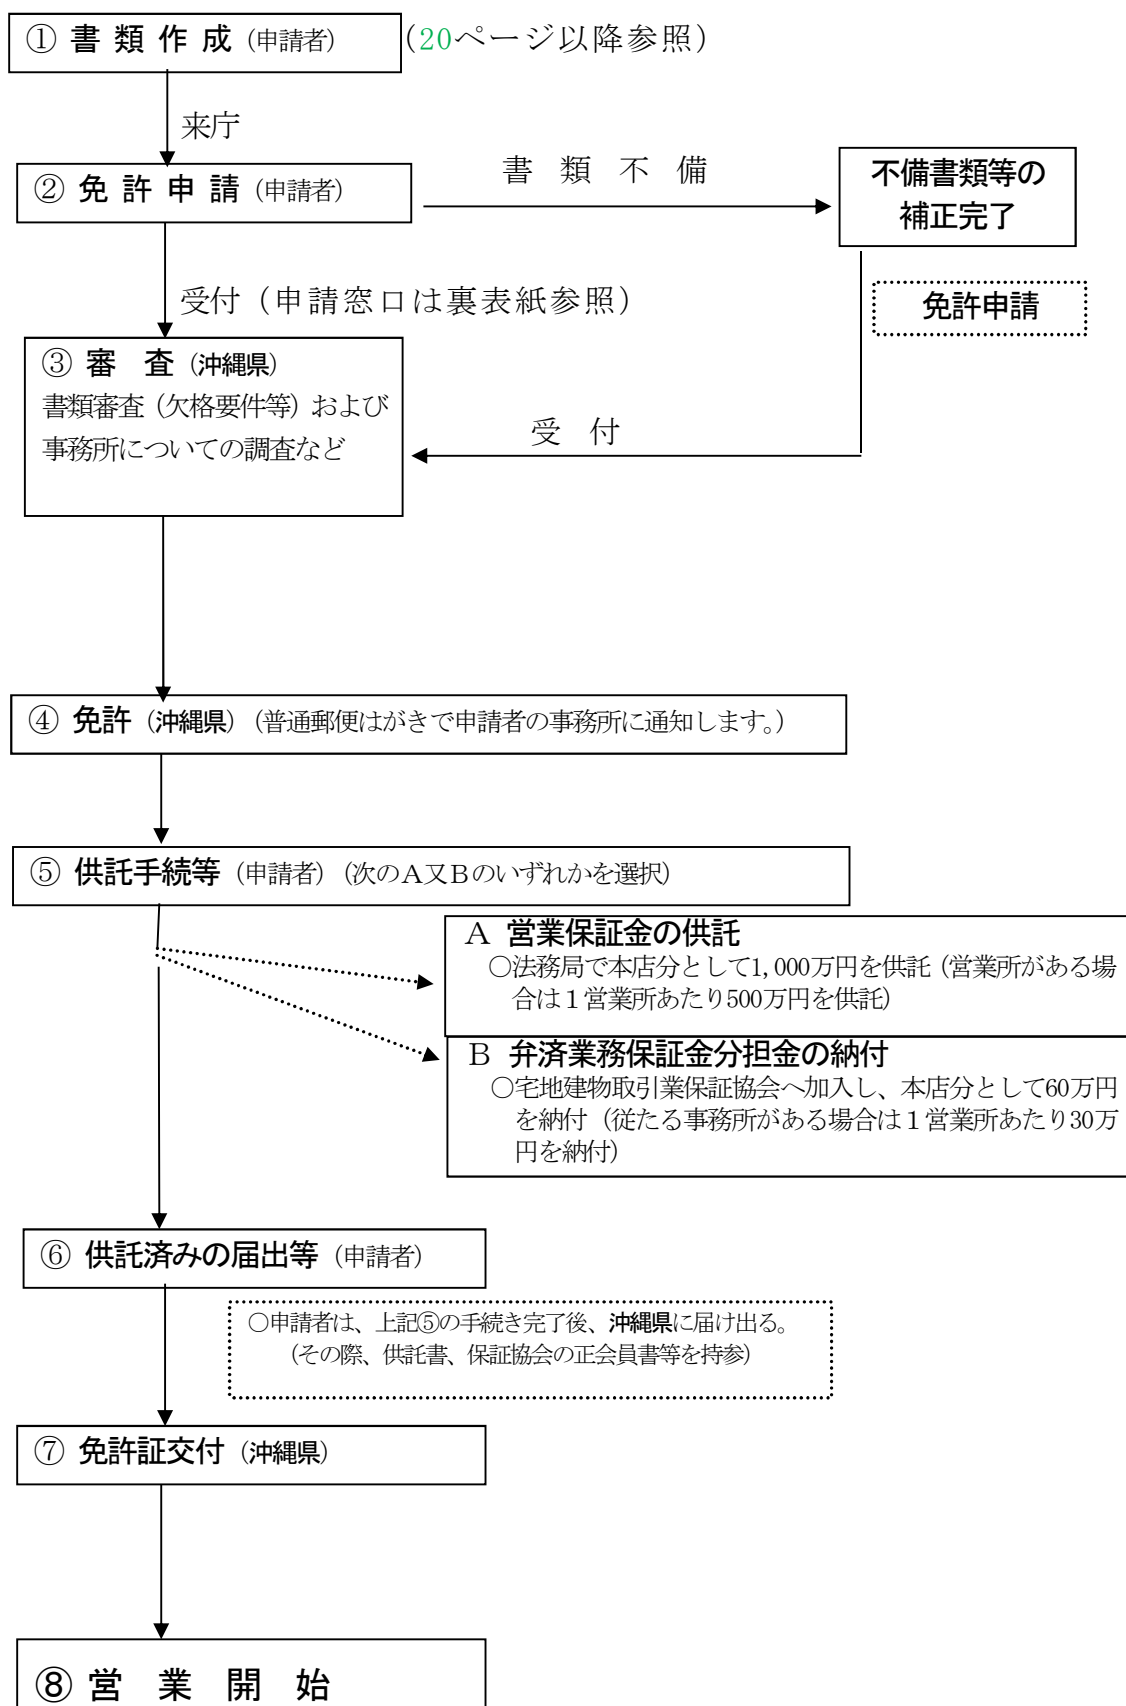 ① 書 類 作 成 (申請者) (20ページ以降参照)
来庁
② 免 許 申 請 (申請者)
書 類 不 備
不備書類等の
補正完了
受付 (申請窓口は裏表紙参照)
免許申請
③ 審 査 (沖縄県)
書類審査 (欠格要件等) および
事務所についての調査など
受 付
④ 免許 (沖縄県) (普通郵便はがきで申請者の事務所に通知します。)
⑤ 供託手続等 (申請者) (次のA又Bのいずれかを選択)
A 営業保証金の供託
○法務局で本店分として1,000万円を供託 (営業所がある場
合は1営業所あたり500万円を供託)
B 弁済業務保証金分担金の納付
○宅地建物取引業保証協会へ加入し、本店分として60万円
を納付 (従たる事務所がある場合は1営業所あたり30万
円を納付)
⑥ 供託済みの届出等 (申請者)
○申請者は、上記⑤の手続き完了後、沖縄県に届け出る。
(その際、供託書、保証協会の正会員書等を持参)
⑦ 免許証交付 (沖縄県)
⑧ 営 業 開 始